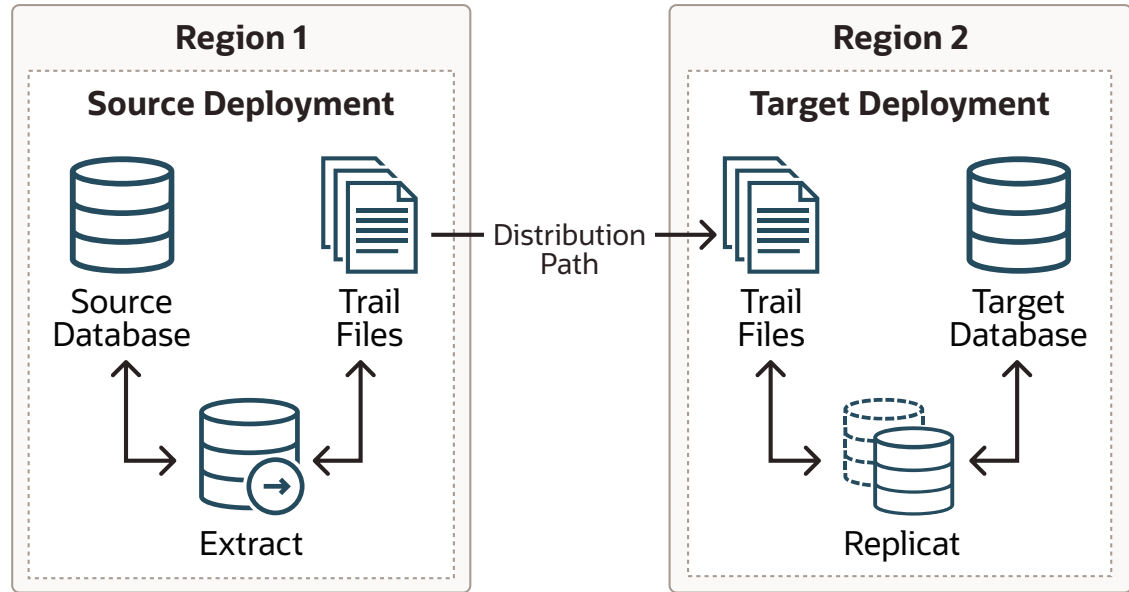 Region 1
Source Deployment
Source
Database
Trail
Files
Extract
Distribution
Path
Region 2
Target Deployment
Trail
Files
Target
Database
Replicat